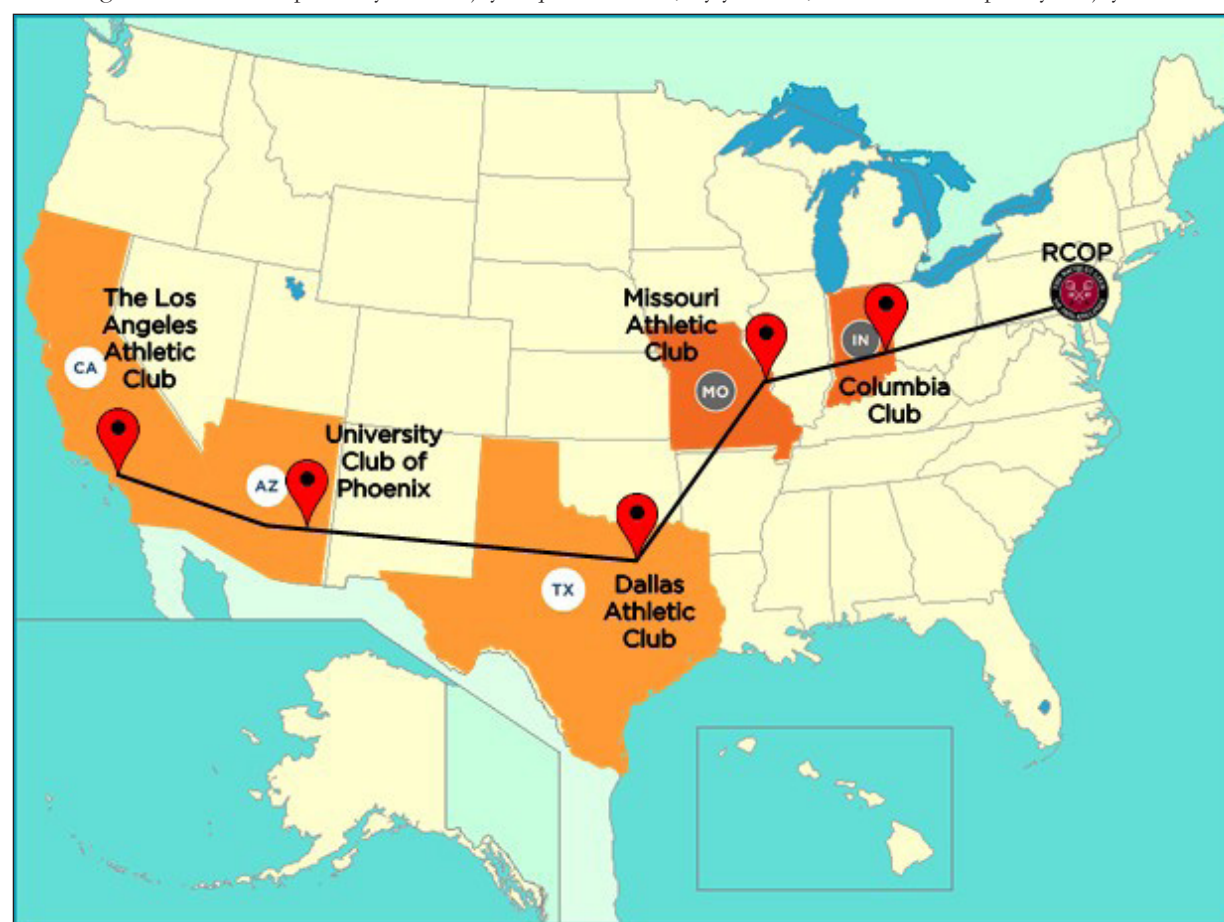 RCOP
The Los
Angeles
Athletic
Club
CA
Missouri
Athletic
Club
MO
IN
Columbia
Club
University
Club of
Phoenix
AZ
TX
Dallas
Athletic
Club